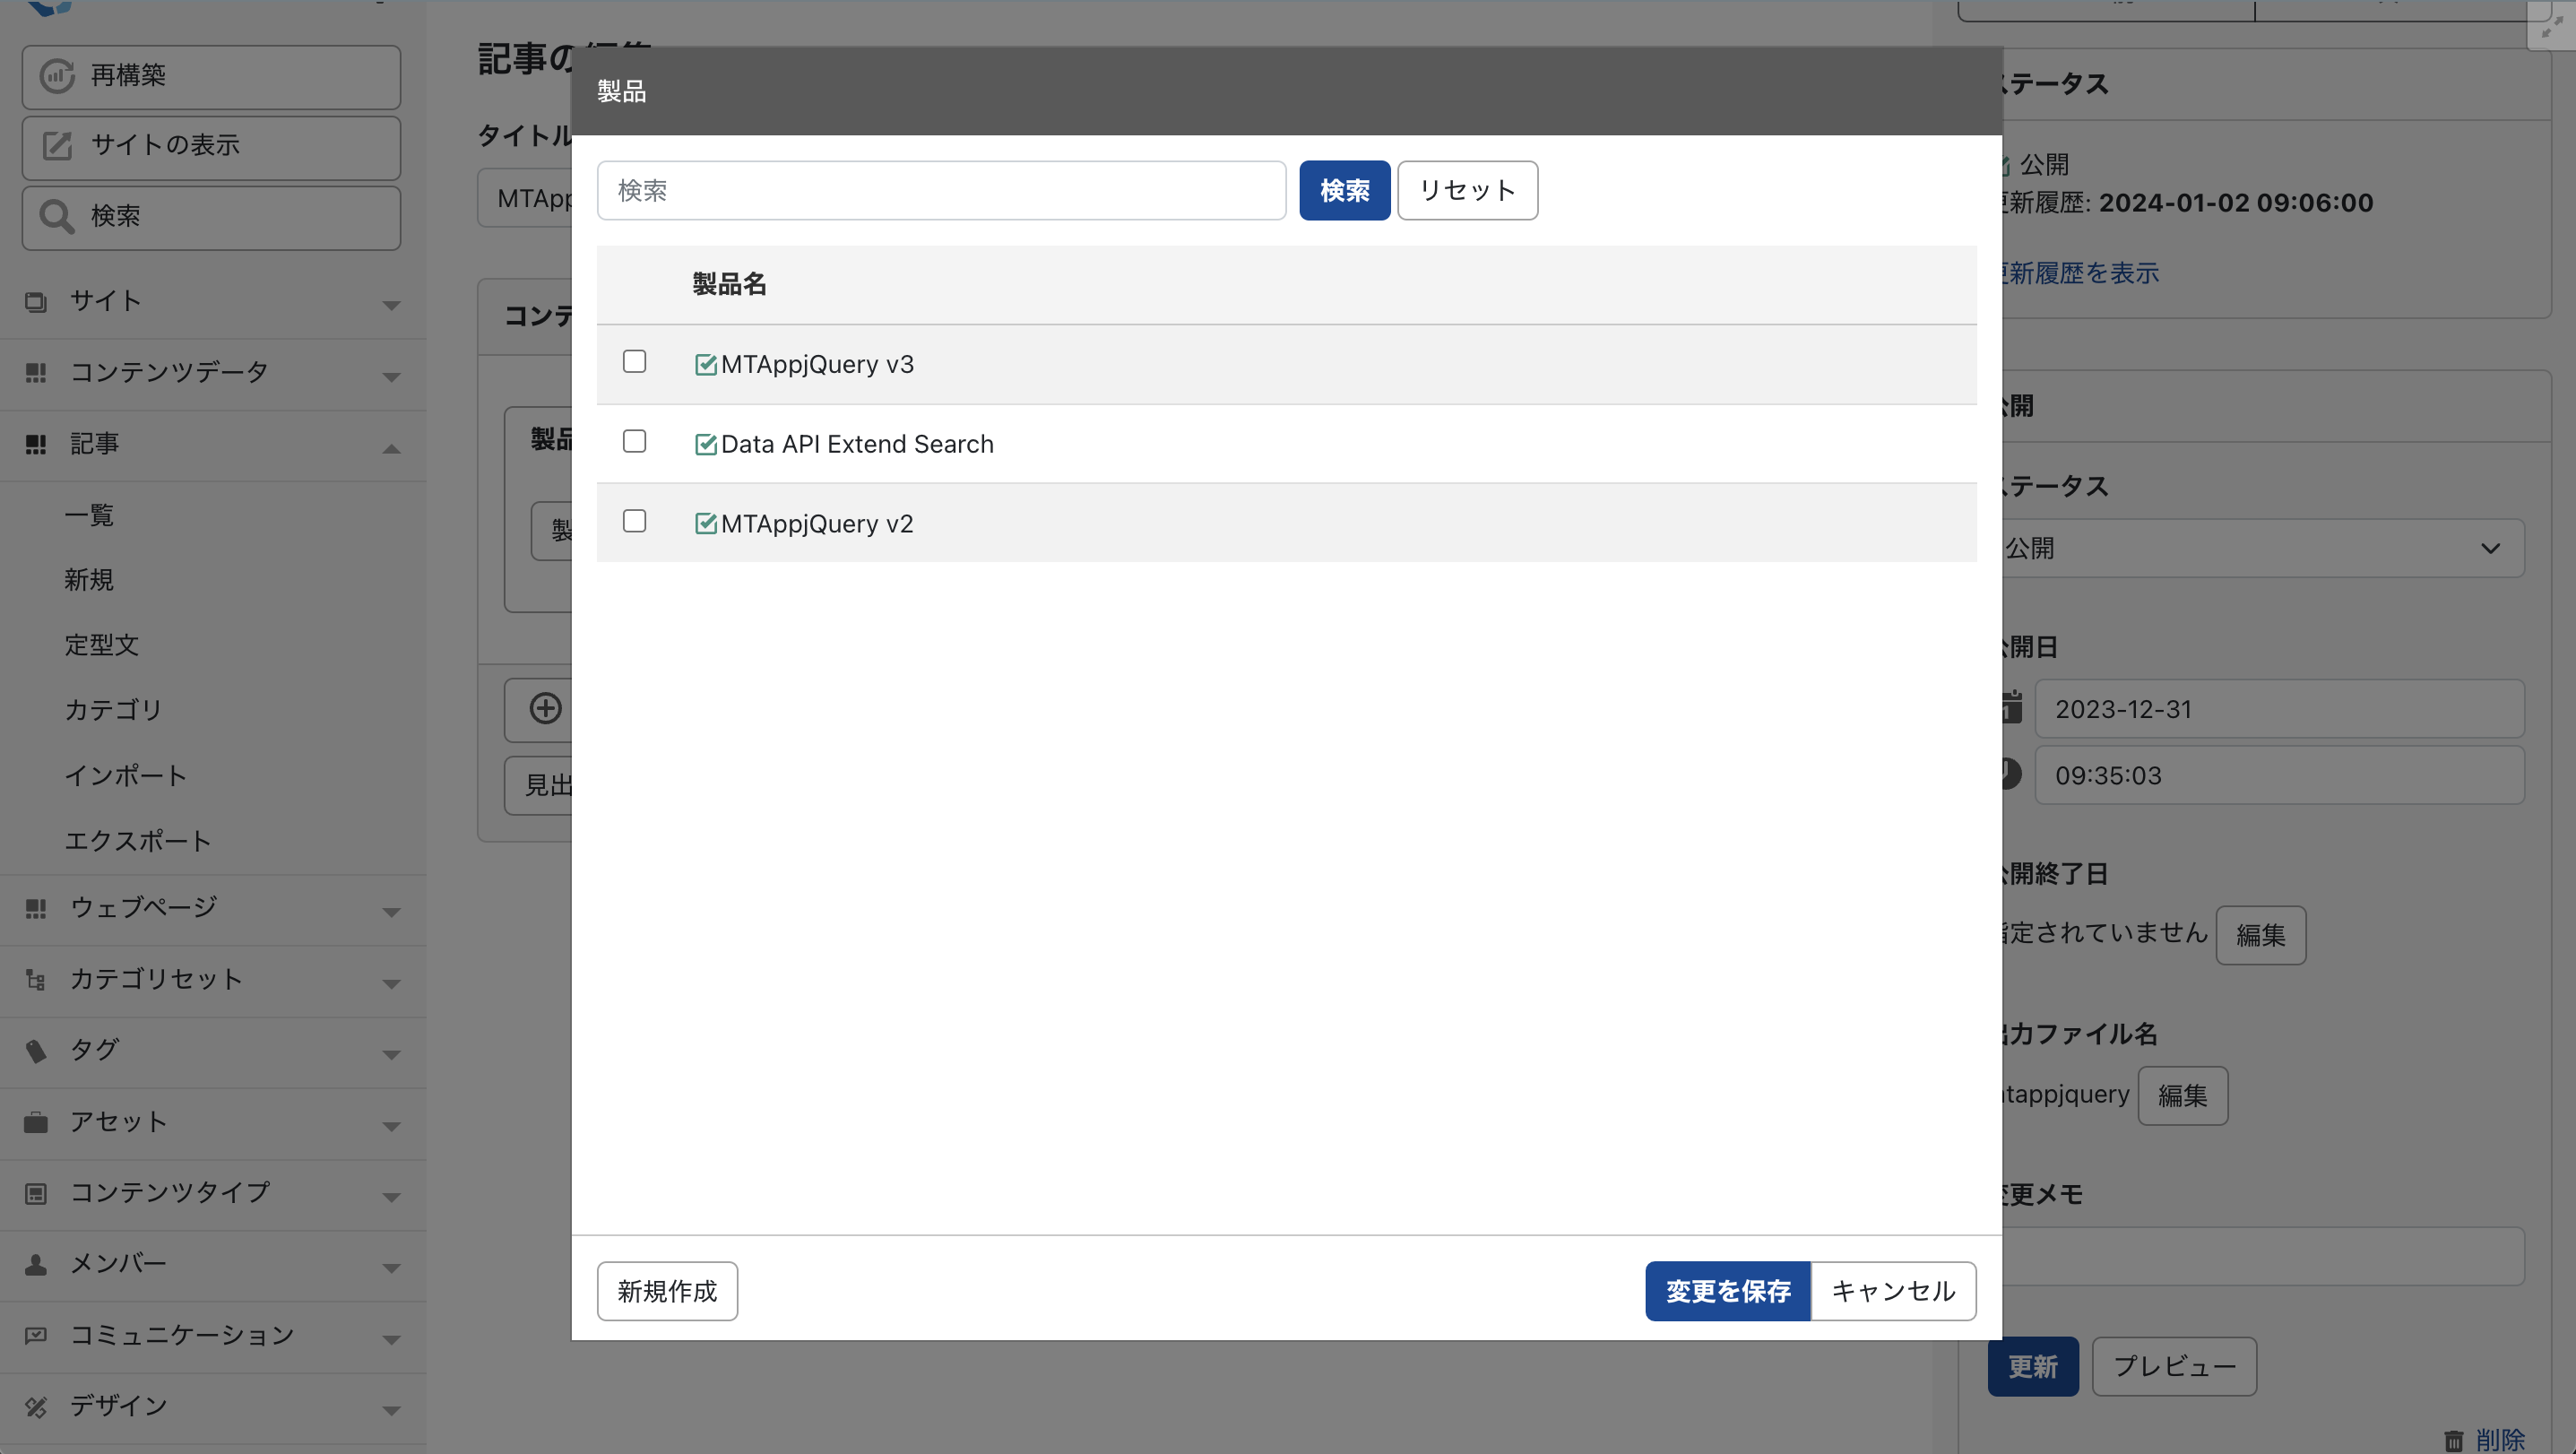 再構築
サイトの表示
検索
サイト
コンテンツデータ
記事
一覧
新規
定型文
カテゴリ
インポート
エクスポート
ウェブページ
カテゴリセット
タグ
アセット
コンテンツタイプ
メンバー
コミュニケーション
デザイン
記事の
タイトル
MTApp
コンテ
製品
製
見出
製品
検索
検索 リセット
製品名
MTAppjQuery v3
Data API Extend Search
MTAppjQuery v2
新規作成
変更を保存 キャンセル
ステータス
公開
更新履歴: 2024-01-02 09:06:00
更新履歴を表示
公開
ステータス
公開
公開日
2023-12-31
09:35:03
公開終了日
指定されていません 編集
出力ファイル名
tappjquery 編集
変更メモ
更新 プレビュー
削除